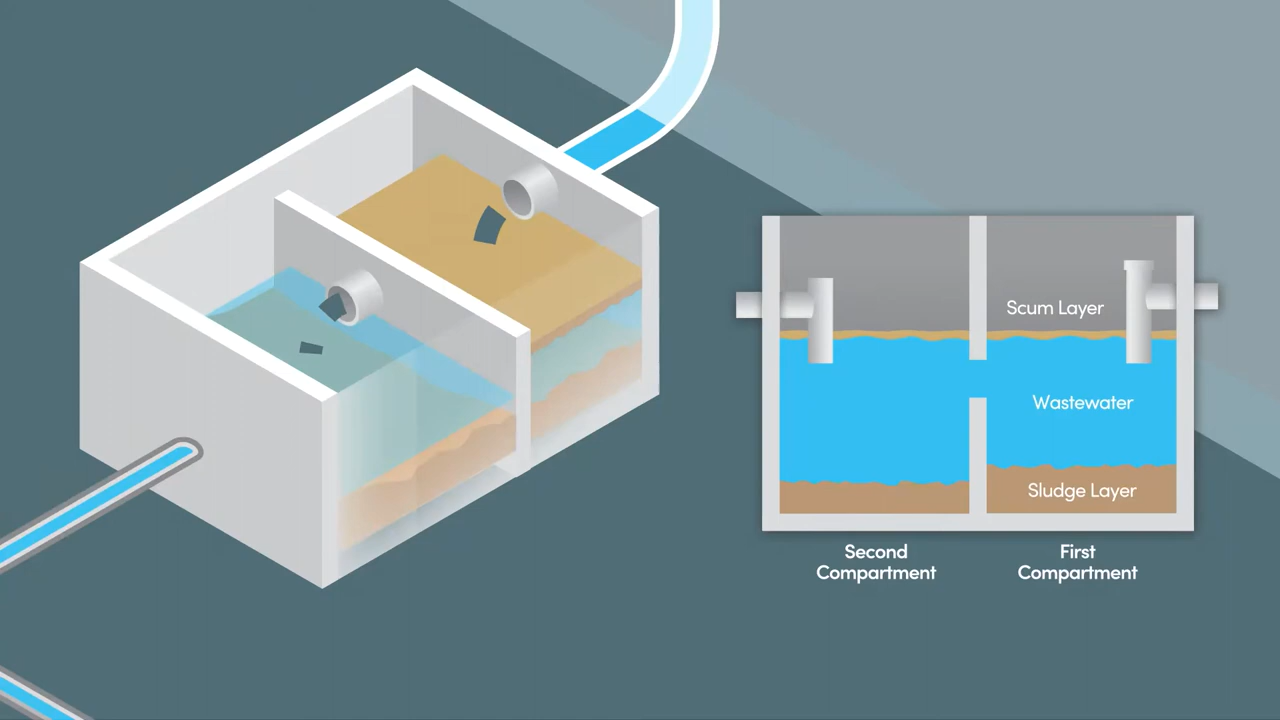 Scum Layer
Wastewater
Sludge Layer
Second
Compartment
First
Compartment